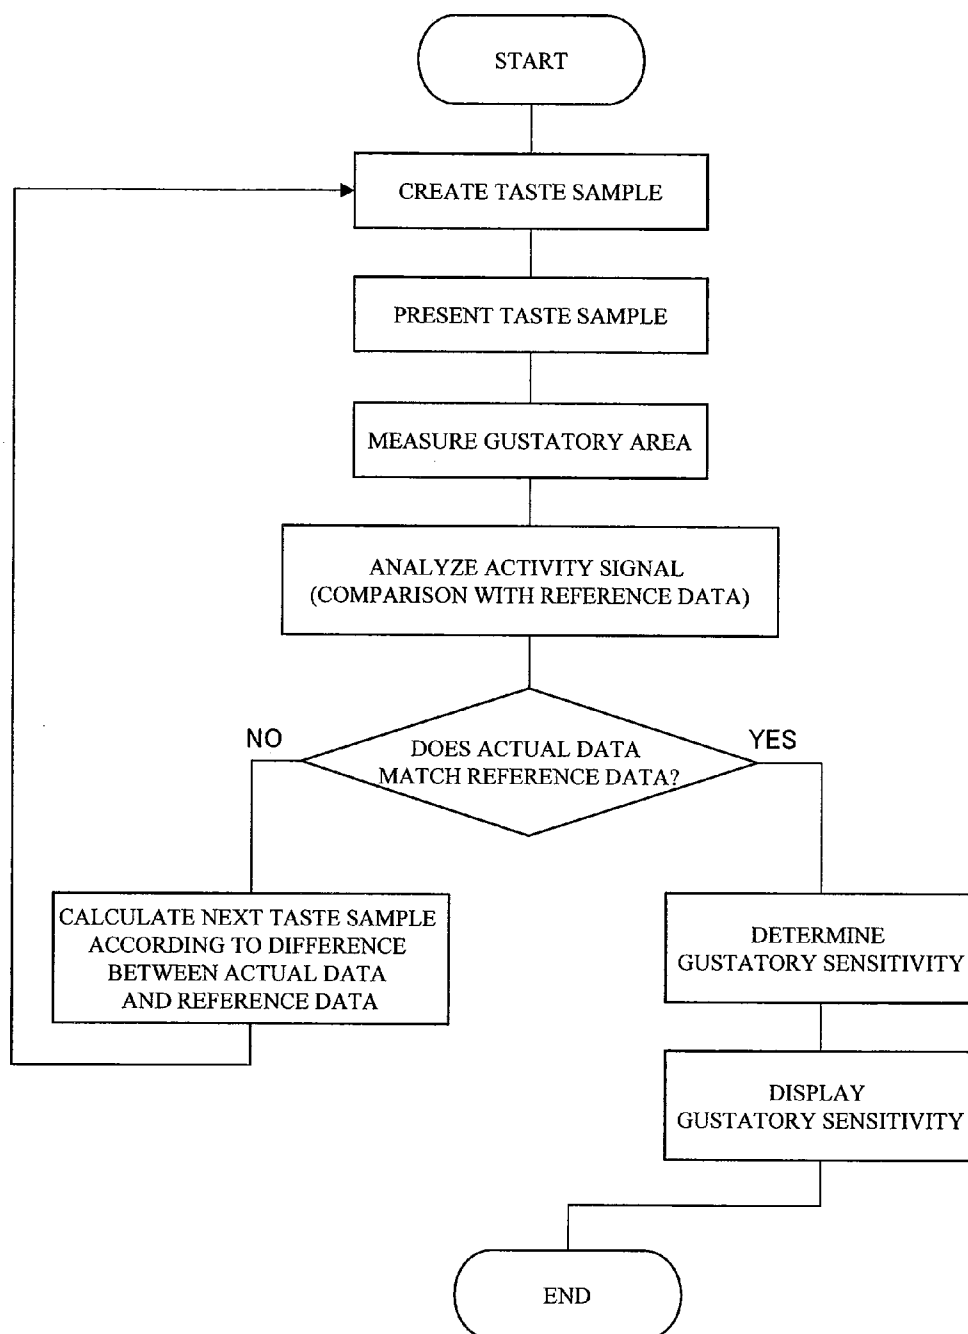 START
CREATE TASTE SAMPLE
PRESENT TASTE SAMPLE
MEASURE GUSTATORY AREA
ANALYZE ACTIVITY SIGNAL
(COMPARISON WITH REFERENCE DATA)
DOES ACTUAL DATA
MATCH REFERENCE DATA?
NO
YES
CALCULATE NEXT TASTE SAMPLE
ACCORDING TO DIFFERENCE
BETWEEN ACTUAL DATA
AND REFERENCE DATA
DETERMINE
GUSTATORY SENSITIVITY
DISPLAY
GUSTATORY SENSITIVITY
END